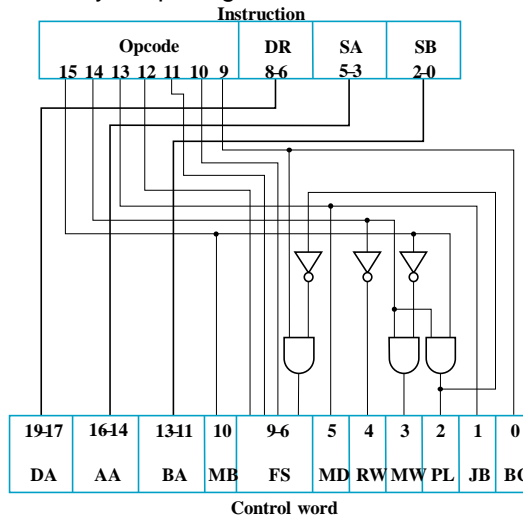 Instruction
Opcode DR SA SB
15 14 13 12 11 10 9 8–6 5–3 2–0
19–17 16–14 13–11 10 9–6 5 4 3 2 1 0
DA AA BA MB FS MD RW MW PL JB BC
Control word